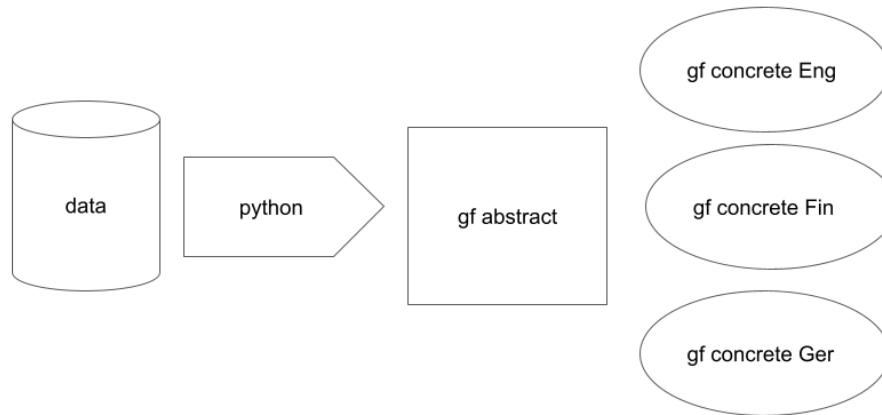 data
python
gf abstract
gf concrete Eng
gf concrete Fin
gf concrete Ger